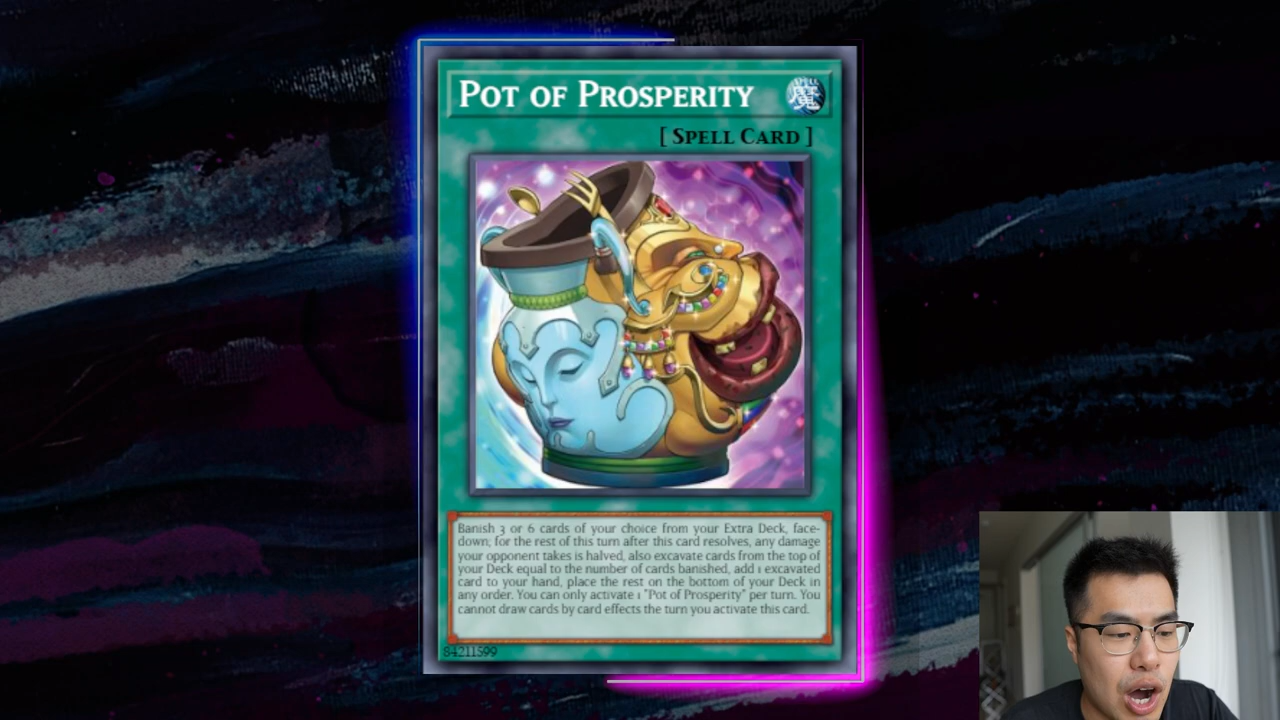 Pot of Prosperity
魔
[ Spell Card ]
Banish 3 or 6 cards of your choice from your Extra Deck, face-
down; for the rest of this turn after this card resolves, any damage
your opponent takes is halved, also excavate cards from the top of
your Deck equal to the number of cards banished, add 1 excavated
card to your hand, place the rest on the bottom of your Deck in
any order. You can only activate 1 "Pot of Prosperity" per turn. You
cannot draw cards by card effects the turn you activate this card.
84211599